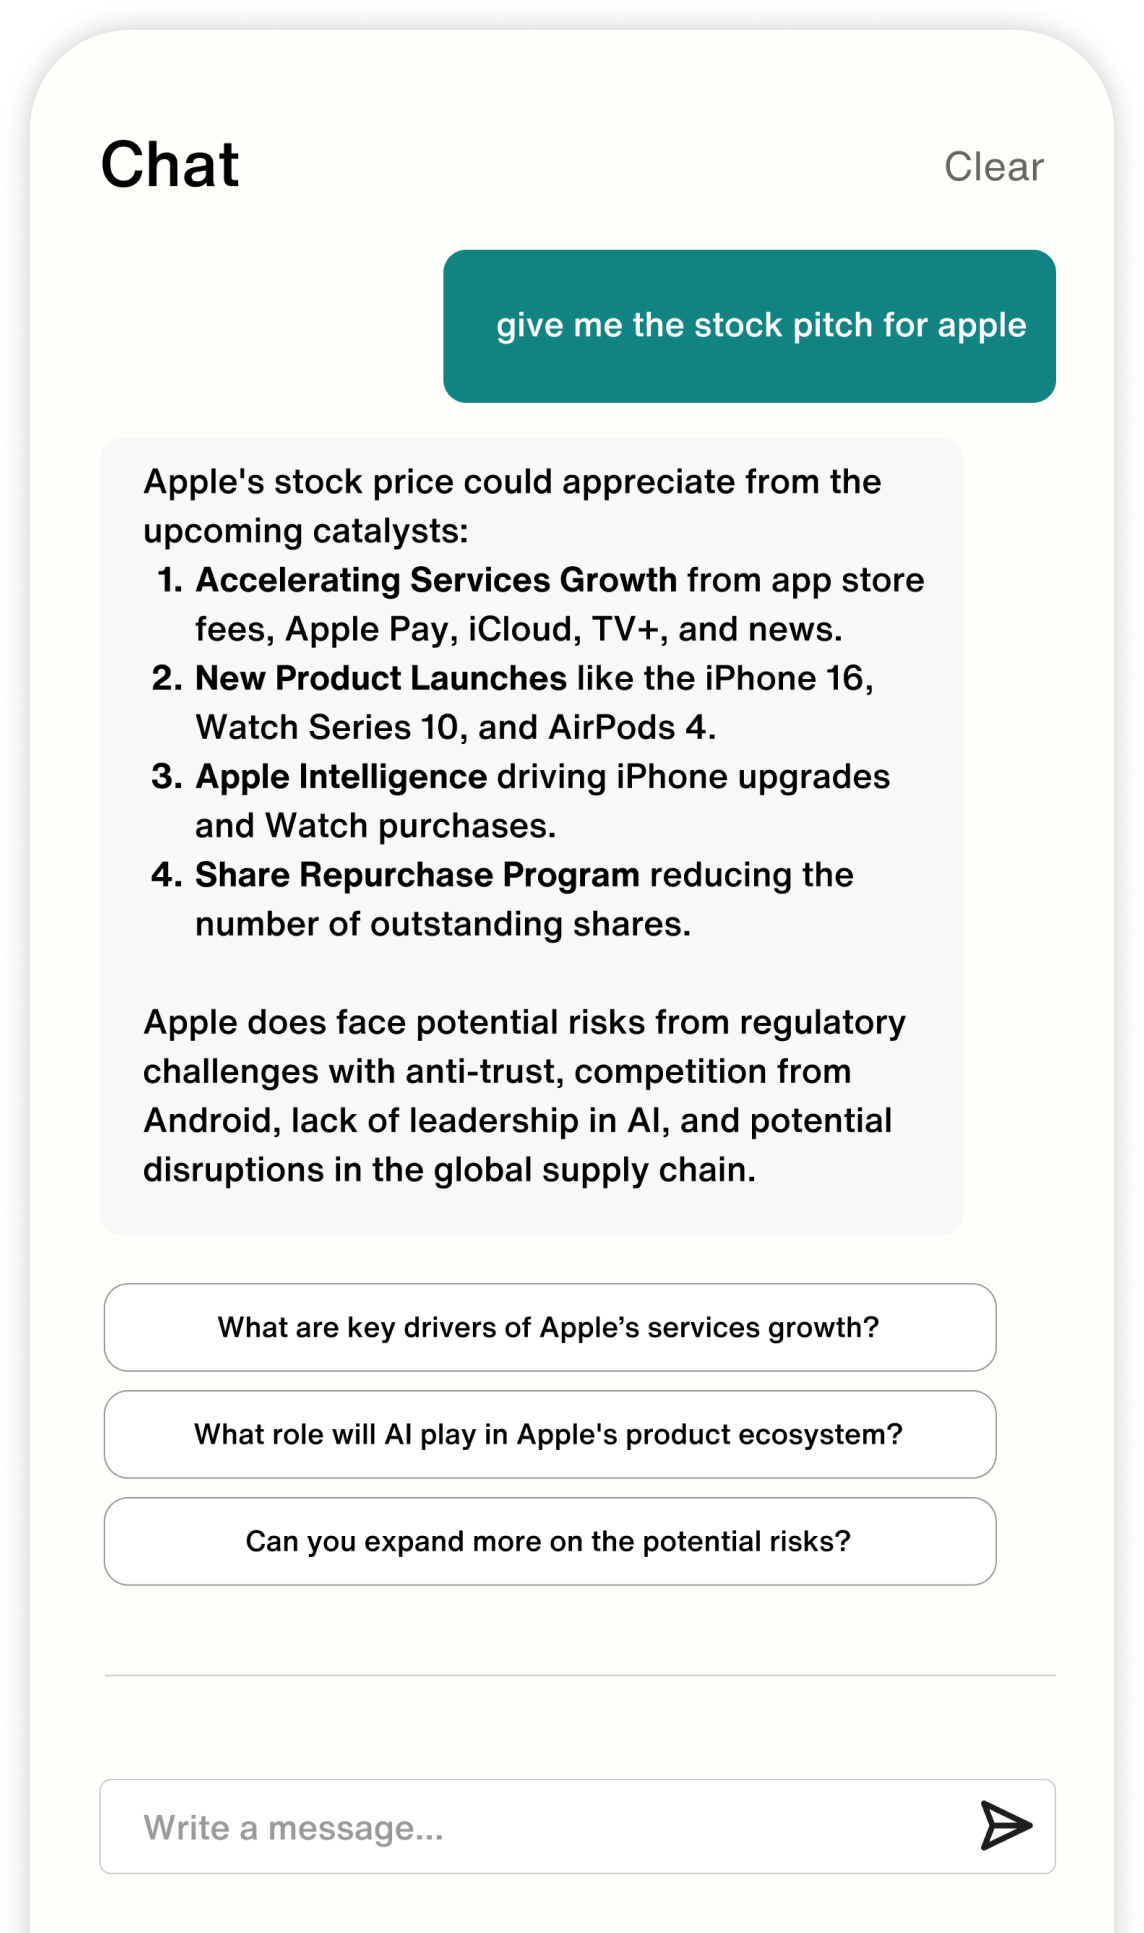 Chat
Clear
give me the stock pitch for apple
Apple's stock price could appreciate from the
upcoming catalysts:
1. Accelerating Services Growth from app store
fees, Apple Pay, iCloud, TV+, and news.
2. New Product Launches like the iPhone 16,
Watch Series 10, and AirPods 4.
3. Apple Intelligence driving iPhone upgrades
and Watch purchases.
4. Share Repurchase Program reducing the
number of outstanding shares.
Apple does face potential risks from regulatory
challenges with anti-trust, competition from
Android, lack of leadership in AI, and potential
disruptions in the global supply chain.
What are key drivers of Apple’s services growth?
What role will AI play in Apple's product ecosystem?
Can you expand more on the potential risks?
Write a message...